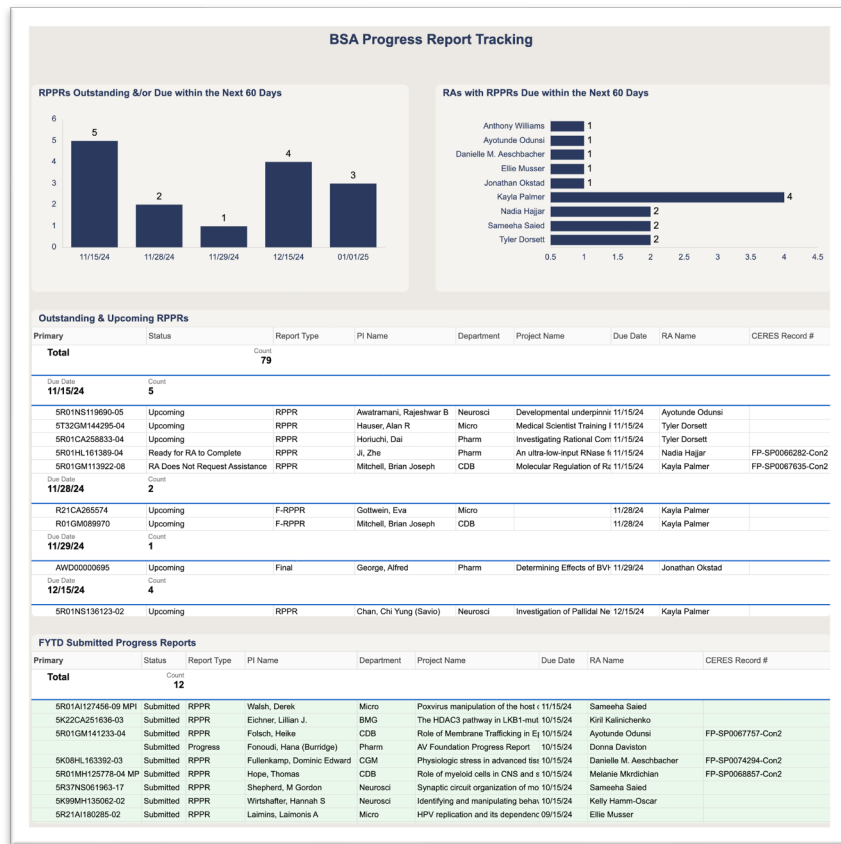 BSA Progress Report Tracking
RPPRs Outstanding &/or Due within the Next 60 Days
6
5
4
3
2
1
0
5
2
1
4
3
11/15/24 11/28/24 11/29/24 12/15/24 01/01/25
RAs with RPPRs Due within the Next 60 Days
Anthony Williams 1
Ayotunde Odunsi 1
Danielle M. Aeschbacher 1
Ellie Musser 1
Jonathan Okstad 1
Kayla Palmer 4
Nadia Hajjar 2
Sameeha Saied 2
Tyler Dorsett 2
0.5 1 1.5 2 2.5 3 3.5 4 4.5
Outstanding & Upcoming RPPRs
Primary Status Report Type PI Name Department Project Name Due Date RA Name CERES Record #
Total Count
79
Due Date Count
11/15/24 5
5R01NS119690-05 Upcoming RPPR Awatramani, Rajeshwar B Neurosci Developmental underpinnin 11/15/24 Ayotunde Odunsi
5T32GM144295-04 Upcoming RPPR Hauser, Alan R Micro Medical Scientist Training 11/15/24 Tyler Dorsett
5R01CA258833-04 Upcoming RPPR Horiuchi, Dai Pharm Investigating Rational Com 11/15/24 Tyler Dorsett
5R01HL161389-04 Ready for RA to Complete RPPR Ji, Zhe Pharm An ultra-low-input RNase fo 11/15/24 Nadia Hajjar FP-SP0066282-Con2
5R01GM113922-08 RA Does Not Request Assistance RPPR Mitchell, Brian Joseph CDB Molecular Regulation of Ra 11/15/24 Kayla Palmer FP-SP0067635-Con2
Due Date Count
11/28/24 2
R21CA265574 Upcoming F-RPPR Gottwein, Eva Micro 11/28/24 Kayla Palmer
R01GM089970 Upcoming F-RPPR Mitchell, Brian Joseph CDB 11/28/24 Kayla Palmer
Due Date Count
11/29/24 1
AWD00000695 Upcoming Final George, Alfred Pharm Determining Effects of BVH 11/29/24 Jonathan Okstad
Due Date Count
12/15/24 4
5R01NS136123-02 Upcoming RPPR Chan, Chi Yung (Savio) Neurosci Investigation of Pallidal Ne 12/15/24 Kayla Palmer
FYTD Submitted Progress Reports
Primary Status Report Type PI Name Department Project Name Due Date RA Name CERES Record #
Total Count
12
5R01AI127456-09 MPI Submitted RPPR Walsh, Derek Micro Poxvirus manipulation of the host c 11/15/24 Sameeha Saied
5K22CA251636-03 Submitted RPPR Eichner, Lillian J. BMG The HDAC3 pathway in LKB1-mut 10/15/24 Kiril Kalinichenko
5R01GM141233-04 Submitted RPPR Folsch, Heike CDB Role of Membrane Trafficking in Ep 10/15/24 Ayotunde Odunsi FP-SP0067757-Con2
Submitted Progress Fonoudi, Hana (Burridge) Pharm AV Foundation Progress Report 10/15/24 Donna Daviston
5K08HL163392-03 Submitted RPPR Fullenkamp, Dominic Edward CGM Physiologic stress in advanced tiss 10/15/24 Danielle M. Aeschbacher FP-SP0074294-Con2
5R01MH125778-04 MP Submitted RPPR Hope, Thomas CDB Role of myeloid cells in CNS and s 10/15/24 Melanie Mkrdichian FP-SP0068857-Con2
5R37NS061963-17 Submitted RPPR Shepherd, M Gordon Neurosci Synaptic circuit organization of mo 10/15/24 Sameeha Saied
5K99MH135062-02 Submitted RPPR Wirtshafter, Hannah S Neurosci Identifying and manipulating behav 10/15/24 Kelly Hamm-Oscar
5R21AI180285-02 Submitted RPPR Laimins, Laimonis A Micro HPV replication and its dependenc 09/15/24 Ellie Musser